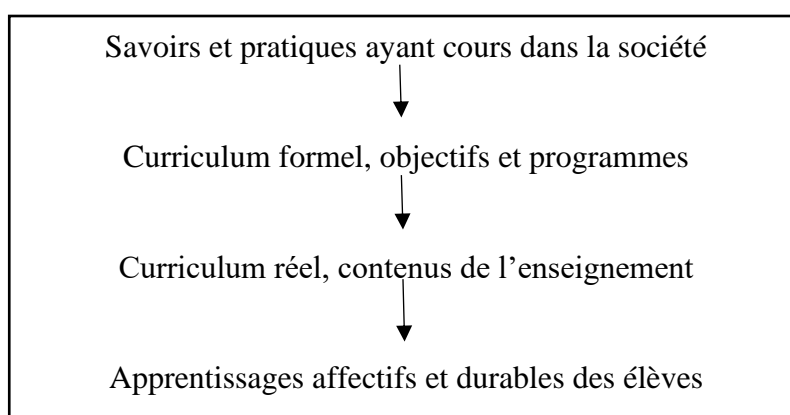 Savoirs et pratiques ayant cours dans la société
Curriculum formel, objectifs et programmes
Curriculum réel, contenus de l’enseignement
Apprentissages affectifs et durables des élèves